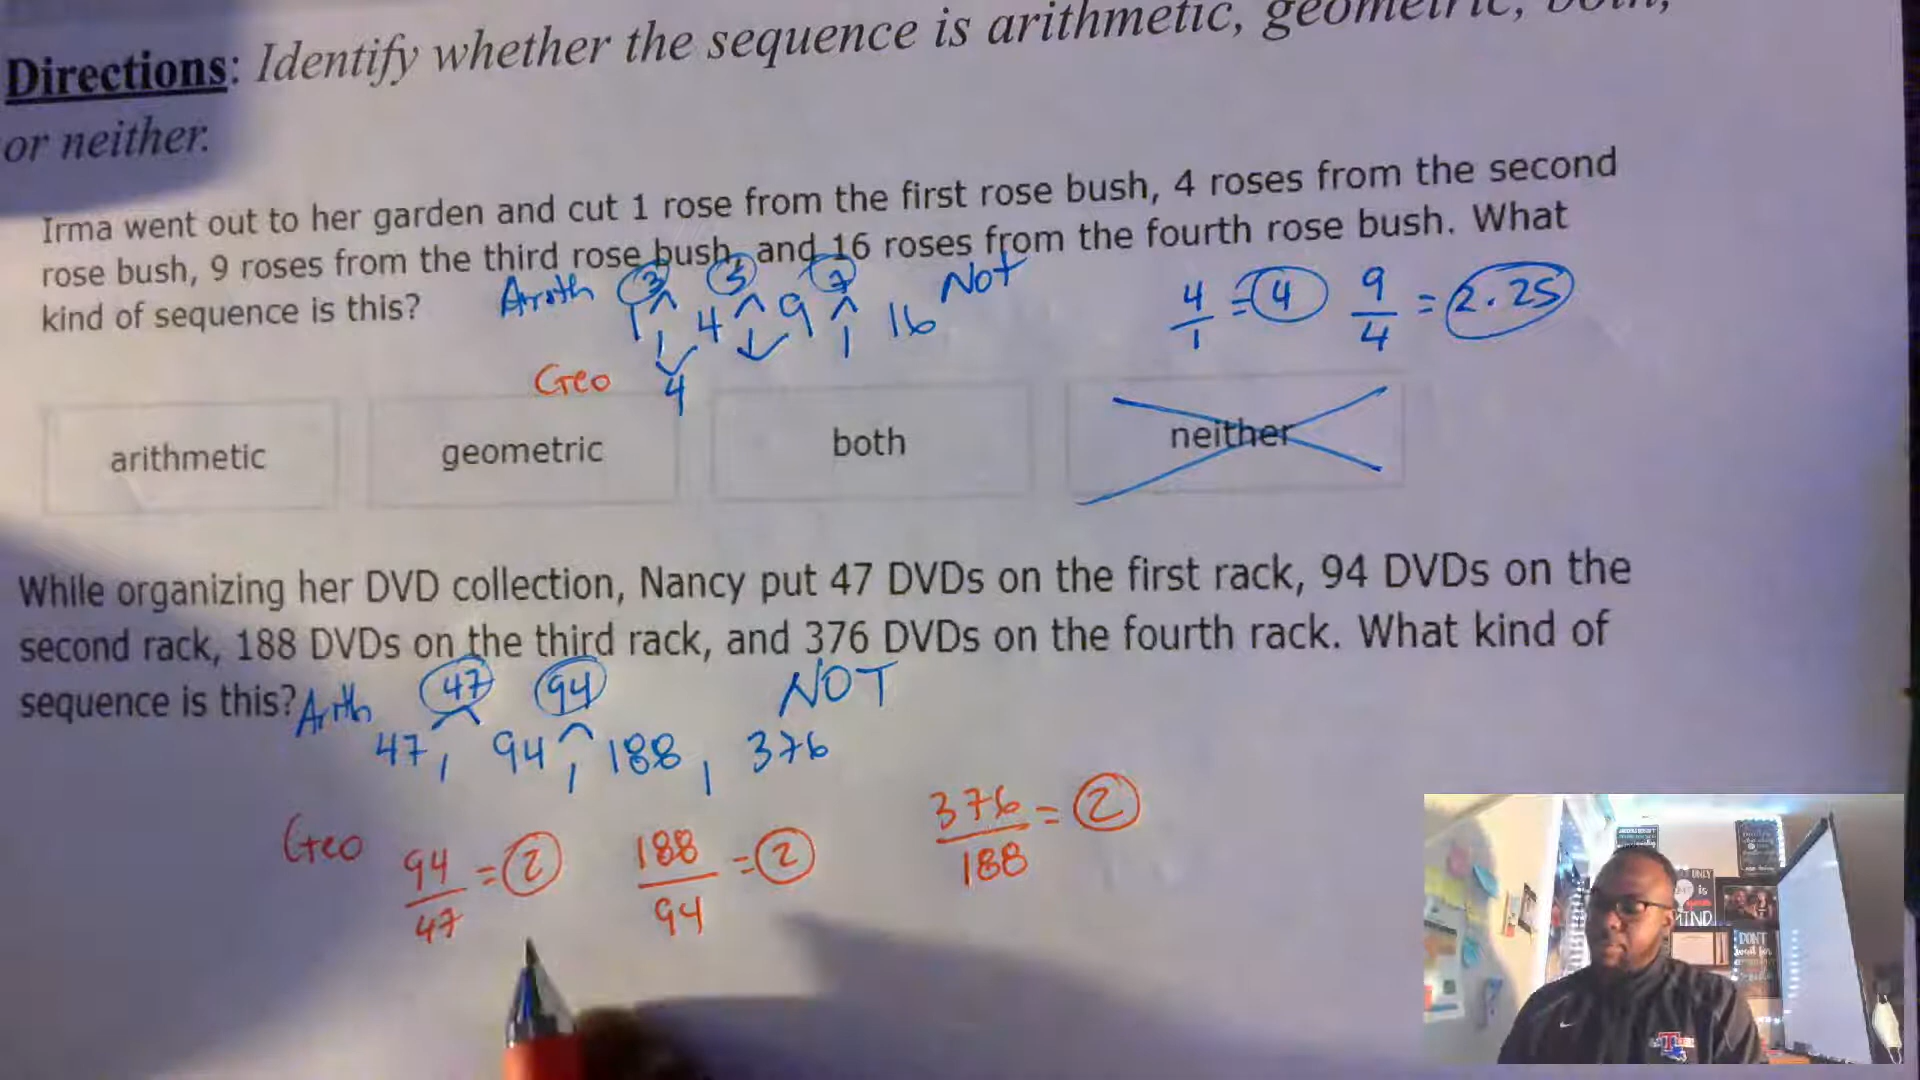 Directions: Identify whether the sequence is arithmetic, geometric, both,
or neither.
Irma went out to her garden and cut 1 rose from the first rose bush, 4 roses from the second
rose bush, 9 roses from the third rose bush, and 16 roses from the fourth rose bush. What
kind of sequence is this?
3 5 7 Not
1, 4, 9, 16
4/1 = 4 9/4 = 2.25
Geo 4
arithmetic geometric both neither
While organizing her DVD collection, Nancy put 47 DVDs on the first rack, 94 DVDs on the
second rack, 188 DVDs on the third rack, and 376 DVDs on the fourth rack. What kind of
sequence is this? Arith 47 94 NOT
47, 94, 188, 376
Geo 94/47 = 2 188/94 = 2 376/188 = 2
MIND
DON'T